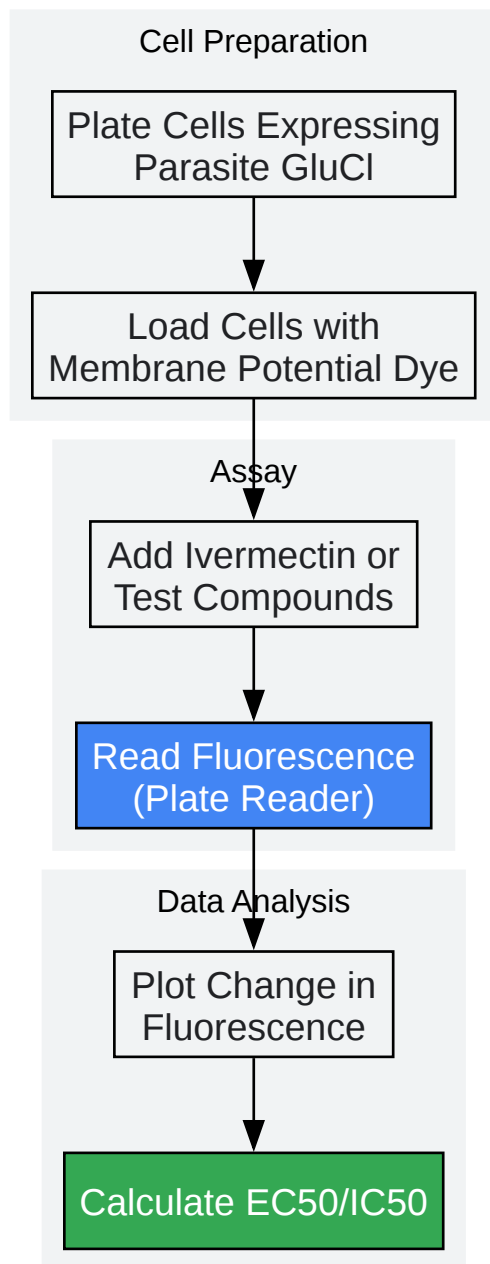 Cell Preparation
Plate Cells Expressing
Parasite GluCl
Load Cells with
Membrane Potential Dye
Assay
Add Ivermectin or
Test Compounds
Read Fluorescence
(Plate Reader)
Data Analysis
Plot Change in
Fluorescence
Calculate EC50/IC50